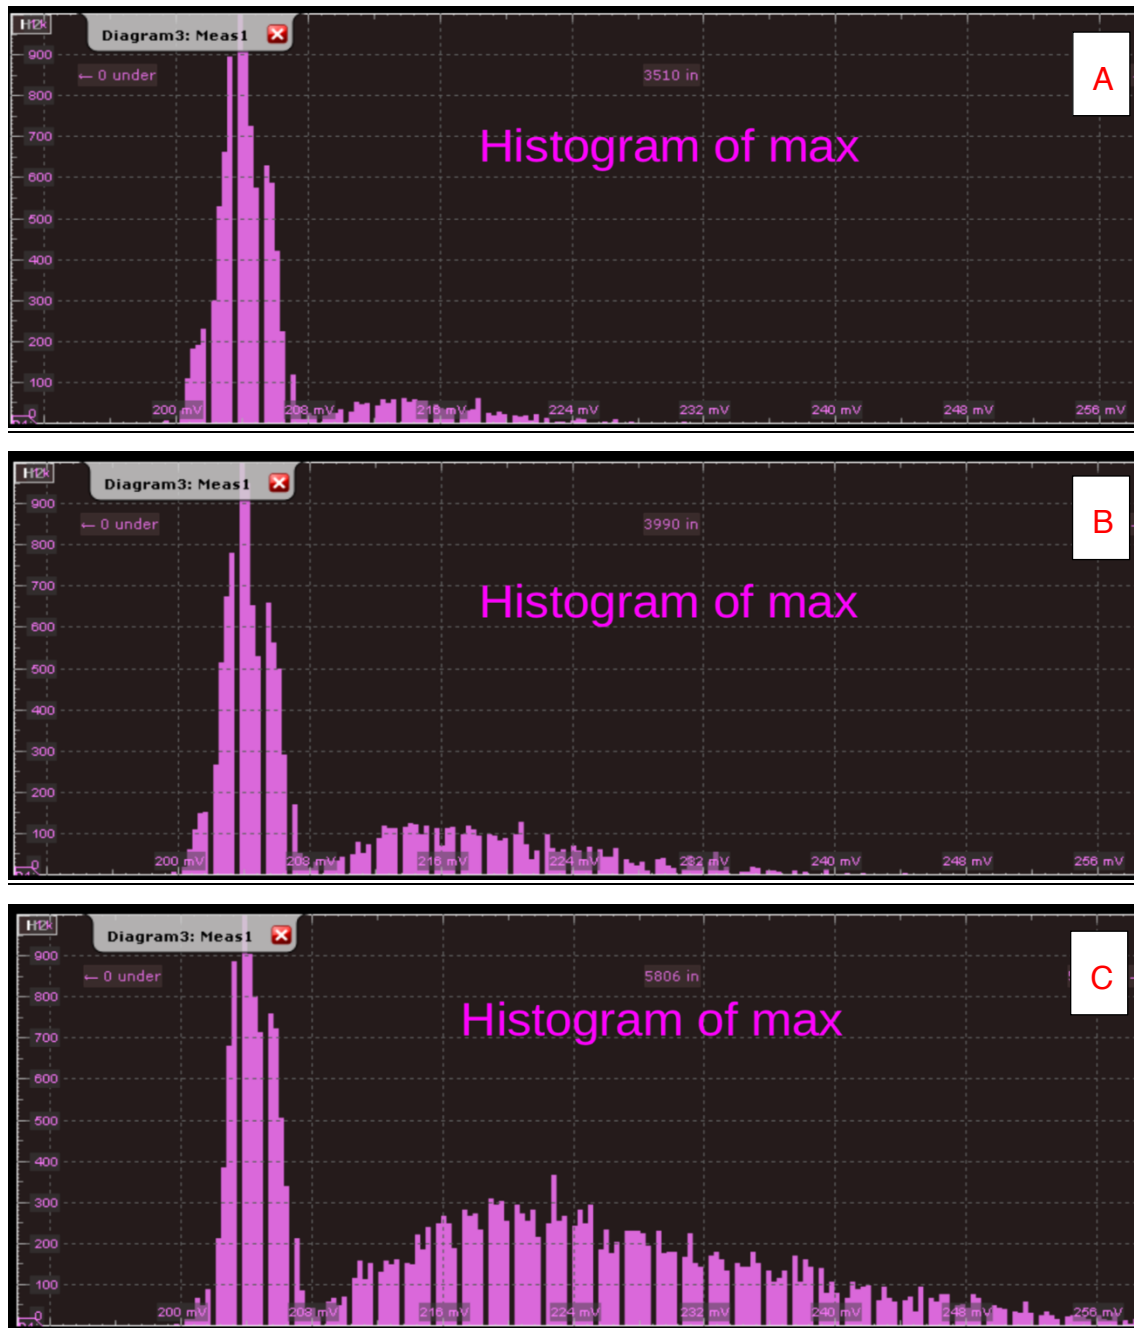 Diagram3: Meas1
900
← 0 under
3510 in
A
800
Histogram of max
700
600
500
400
300
200
100
0
200 mV 208 mV 216 mV 224 mV 232 mV 240 mV 248 mV 256 mV
Diagram3: Meas1
900
← 0 under
3990 in
B
800
700
Histogram of max
600
500
400
300
200
100
0
200 mV 208 mV 216 mV 224 mV 232 mV 240 mV 248 mV 256 mV
Diagram3: Meas1
900
← 0 under
5806 in
C
800
Histogram of max
700
600
500
400
300
200
100
0
200 mV 208 mV 216 mV 224 mV 232 mV 240 mV 248 mV 256 mV